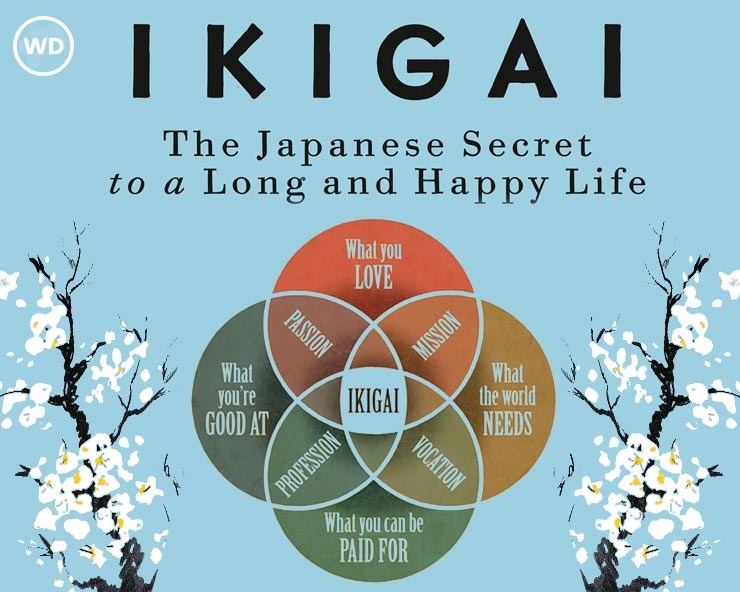 WD
IKIGAI
The Japanese Secret
to a Long and Happy Life
What you
LOVE
PASSION
MISSION
What
you're
GOOD AT
IKIGAI
What
the world
NEEDS
PROFESSION
VOCATION
What you can be
PAID FOR